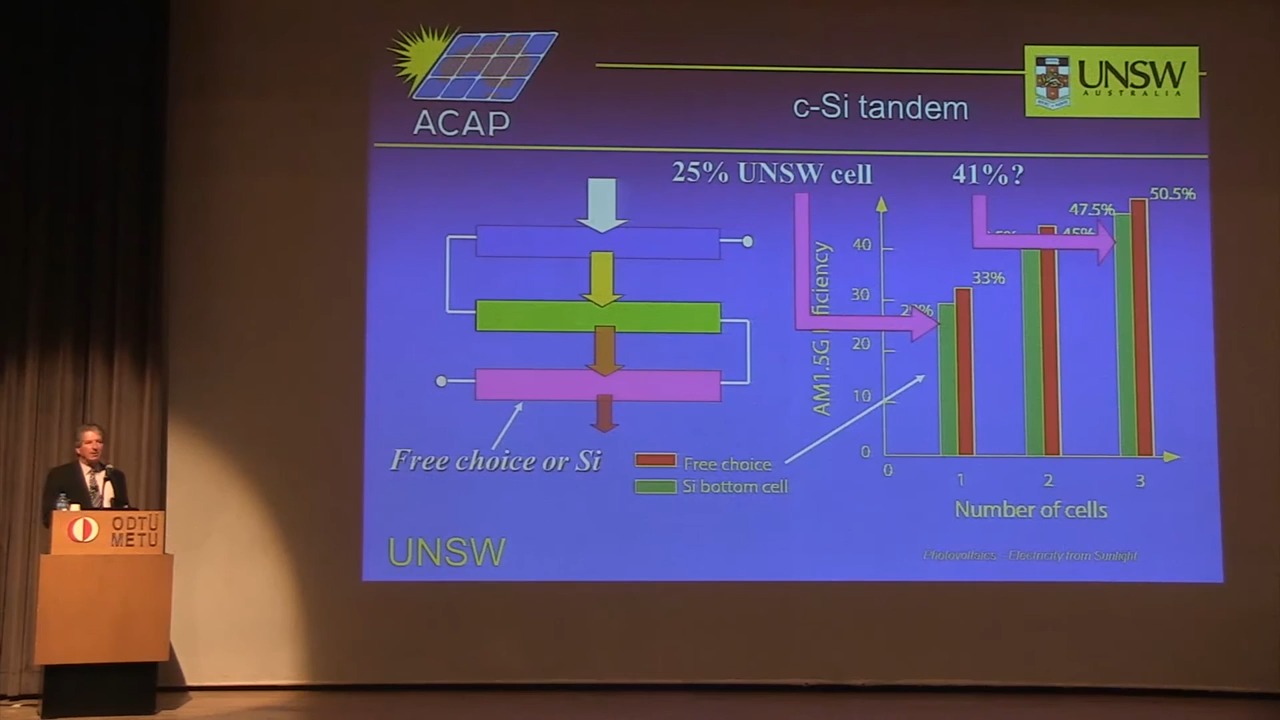 ACAP
UNSW
AUSTRALIA
c-Si tandem
25% UNSW cell
41%?
50.5%
47.5%
45%
33%
AM1.5G
40
30
20
10
0
0
1
2
3
Number of cells
Free choice or Si
Free choice
Si bottom cell
UNSW
Photovoltaics - Electricity from Sunlight
ODTÜ
METU